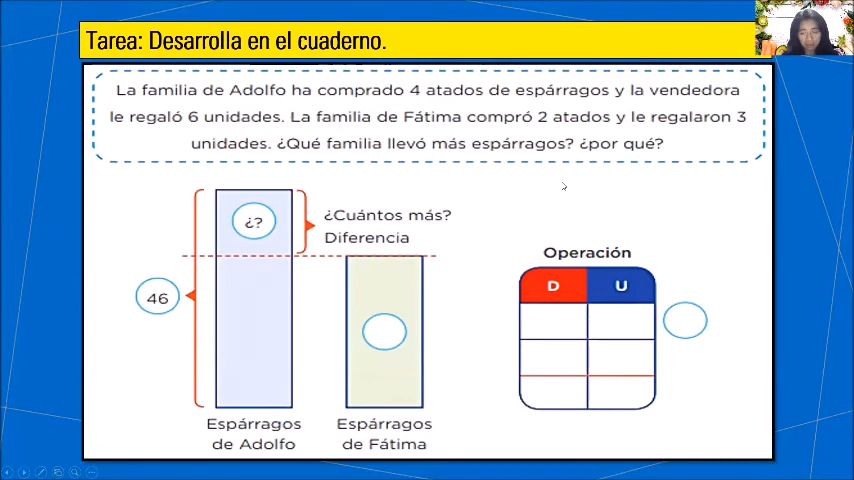 Tarea: Desarrolla en el cuaderno.
La familia de Adolfo ha comprado 4 atados de espárragos y la vendedora
le regaló 6 unidades. La familia de Fátima compró 2 atados y le regalaron 3
unidades. ¿Qué familia llevó más espárragos? ¿por qué?
¿?
¿Cuántos más?
Diferencia
46
Operación
D U
Espárragos
de Adolfo
Espárragos
de Fátima